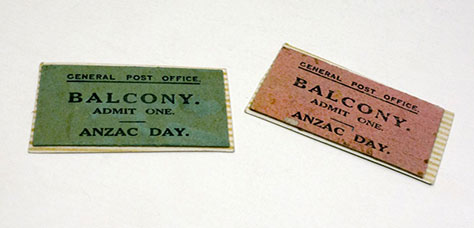 GENERAL POST OFFICE.
BALCONY.
ADMIT ONE.
ANZAC DAY.
GENERAL POST OFFICE.
BALCONY.
ADMIT ONE.
ANZAC DAY.